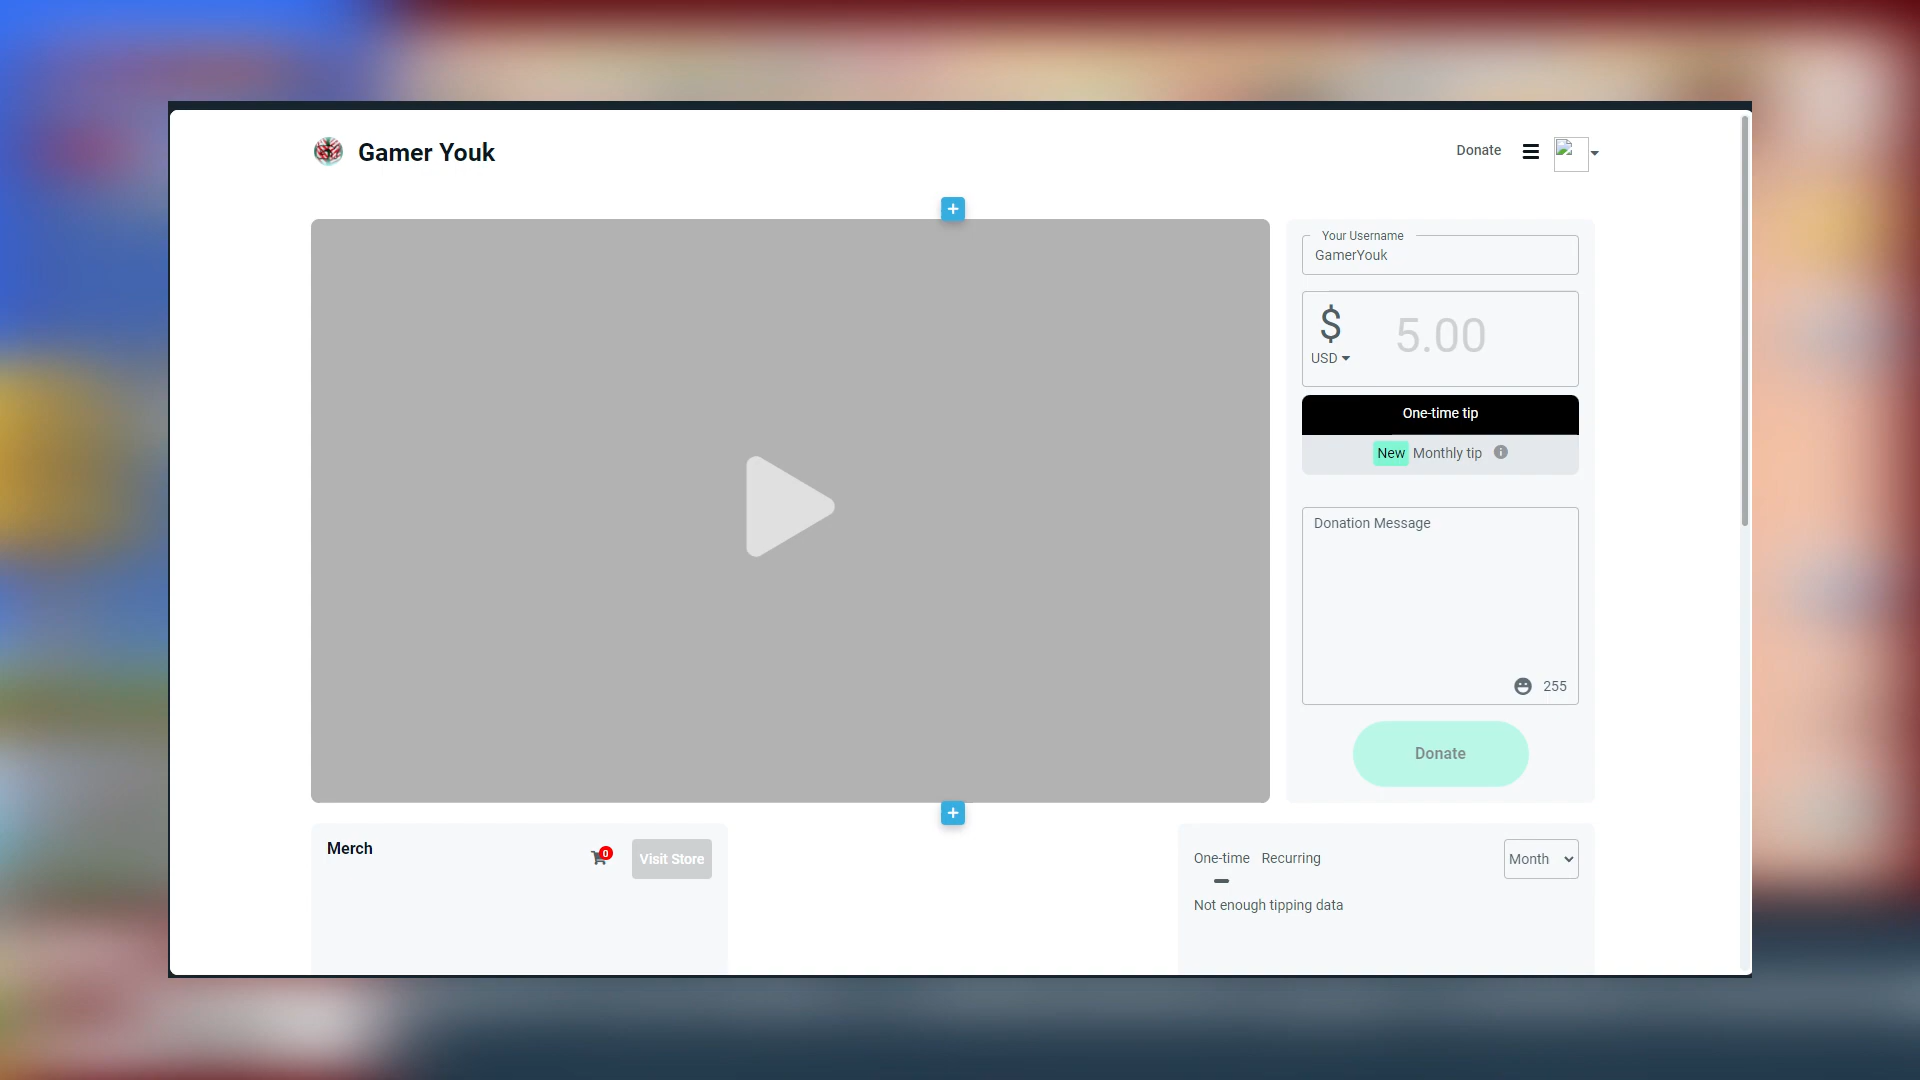 Gamer Youk
Donate
Your Username
GamerYouk
$
USD
5.00
One-time tip
New Monthly tip
Donation Message
255
Donate
Merch
0
Visit Store
One-time Recurring
Month
Not enough tipping data